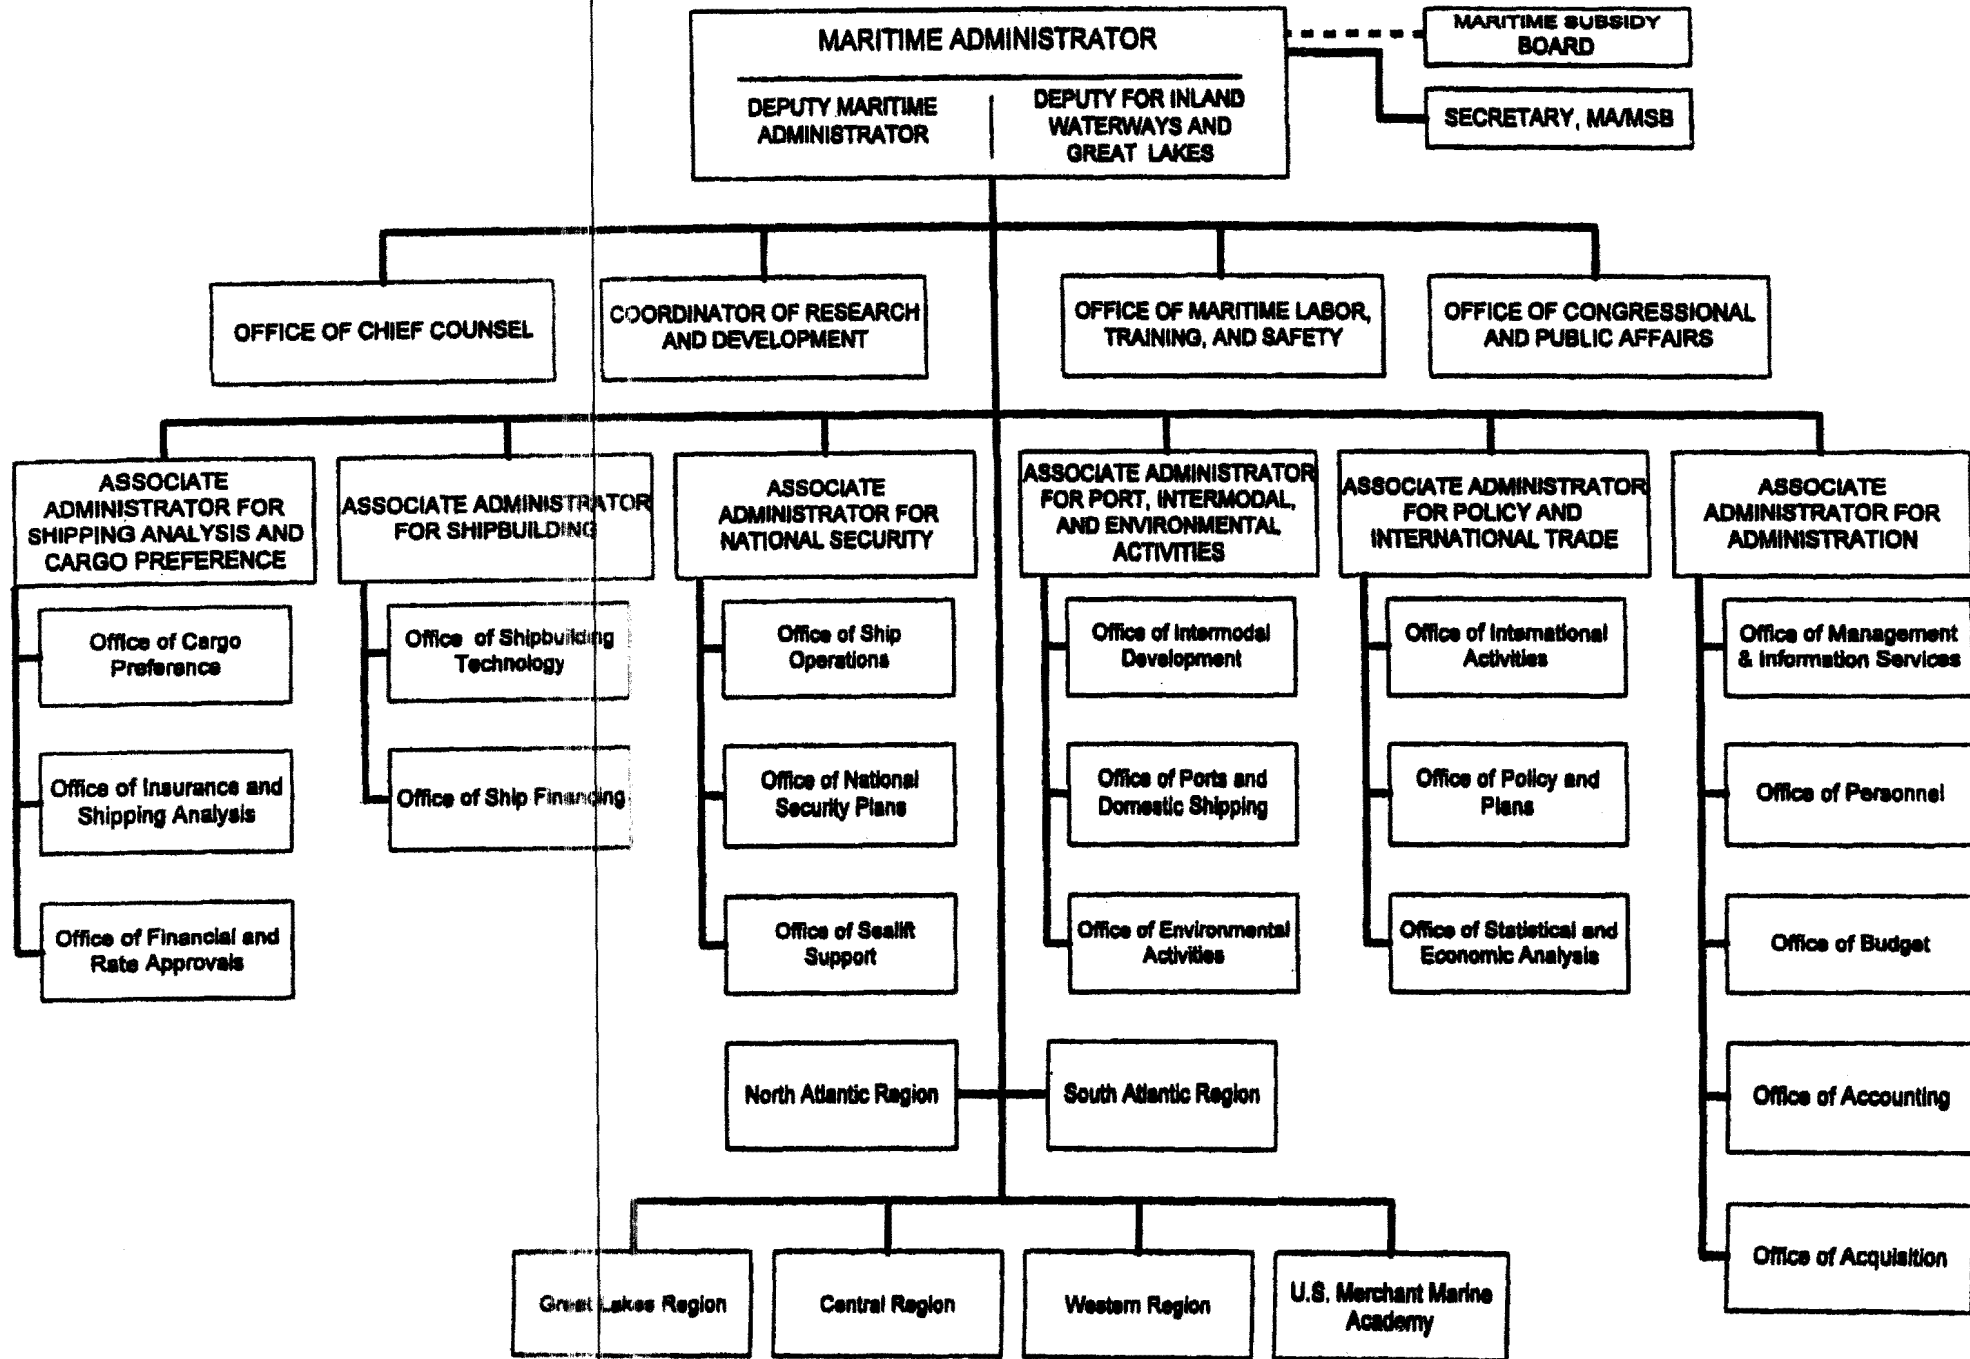 MARITIME ADMINISTRATOR
DEPUTY MARITIME
ADMINISTRATOR
DEPUTY FOR INLAND
WATERWAYS AND
GREAT LAKES
MARITIME SUBSIDY
BOARD
SECRETARY, MA/MSB
OFFICE OF CHIEF COUNSEL
COORDINATOR OF RESEARCH
AND DEVELOPMENT
OFFICE OF MARITIME LABOR,
TRAINING, AND SAFETY
OFFICE OF CONGRESSIONAL
AND PUBLIC AFFAIRS
ASSOCIATE
ADMINISTRATOR FOR
SHIPPING ANALYSIS AND
CARGO PREFERENCE
ASSOCIATE ADMINISTRATOR
FOR SHIPBUILDING
ASSOCIATE
ADMINISTRATOR FOR
NATIONAL SECURITY
ASSOCIATE ADMINISTRATOR
FOR PORT, INTERMODAL,
AND ENVIRONMENTAL
ACTIVITIES
ASSOCIATE ADMINISTRATOR
FOR POLICY AND
INTERNATIONAL TRADE
ASSOCIATE
ADMINISTRATOR FOR
ADMINISTRATION
Office of Cargo
Preference
Office of Insurance and
Shipping Analysis
Office of Financial and
Rate Approvals
Office of Shipbuilding
Technology
Office of Ship Financing
Office of Ship
Operations
Office of National
Security Plans
Office of Sealift
Support
Office of Intermodal
Development
Office of Ports and
Domestic Shipping
Office of Environmental
Activities
Office of International
Activities
Office of Policy and
Plans
Office of Statistical and
Economic Analysis
Office of Management
& Information Services
Office of Personnel
Office of Budget
Office of Accounting
Office of Acquisition
North Atlantic Region
South Atlantic Region
Great Lakes Region
Central Region
Western Region
U.S. Merchant Marine
Academy